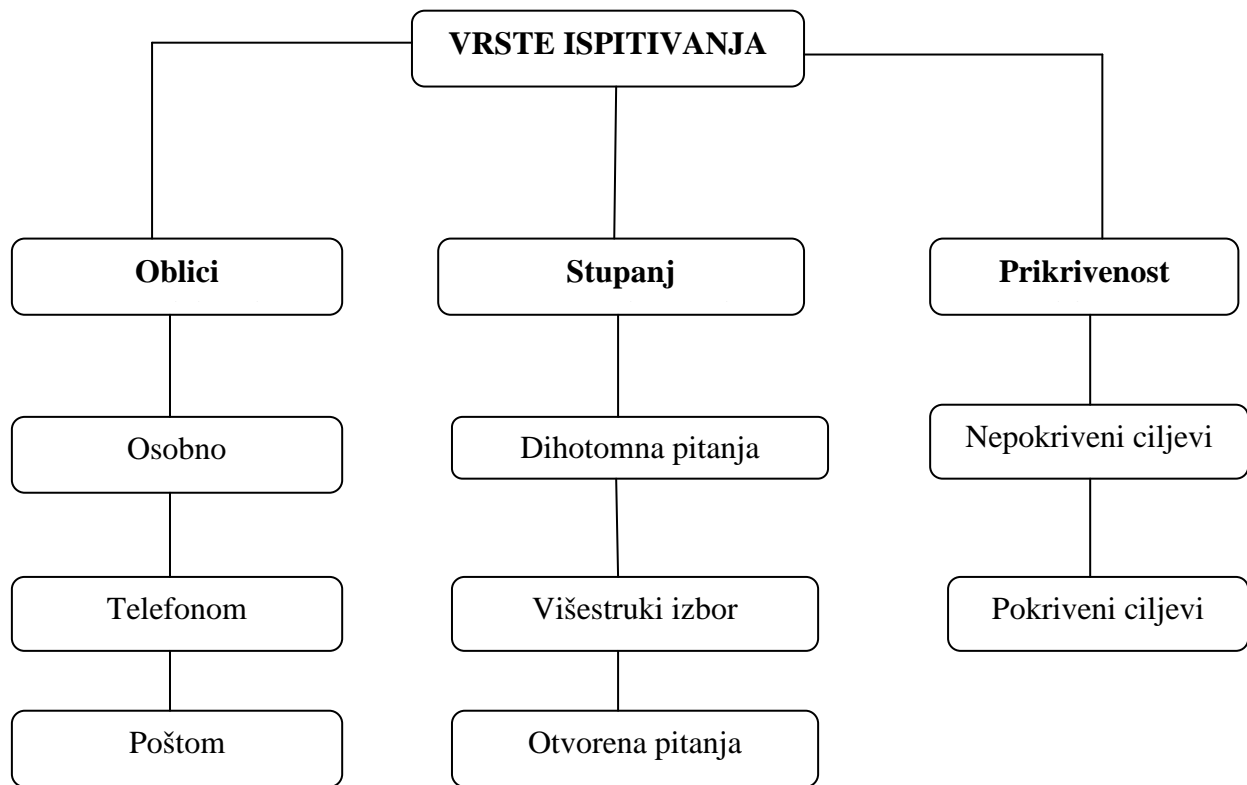 VRSTE ISPITIVANJA
Oblici
Stupanj
Prikrivenost
Osobno
Dihotomna pitanja
Nepokriveni ciljevi
Telefonom
Višestruki izbor
Pokriveni ciljevi
Poštom
Otvorena pitanja